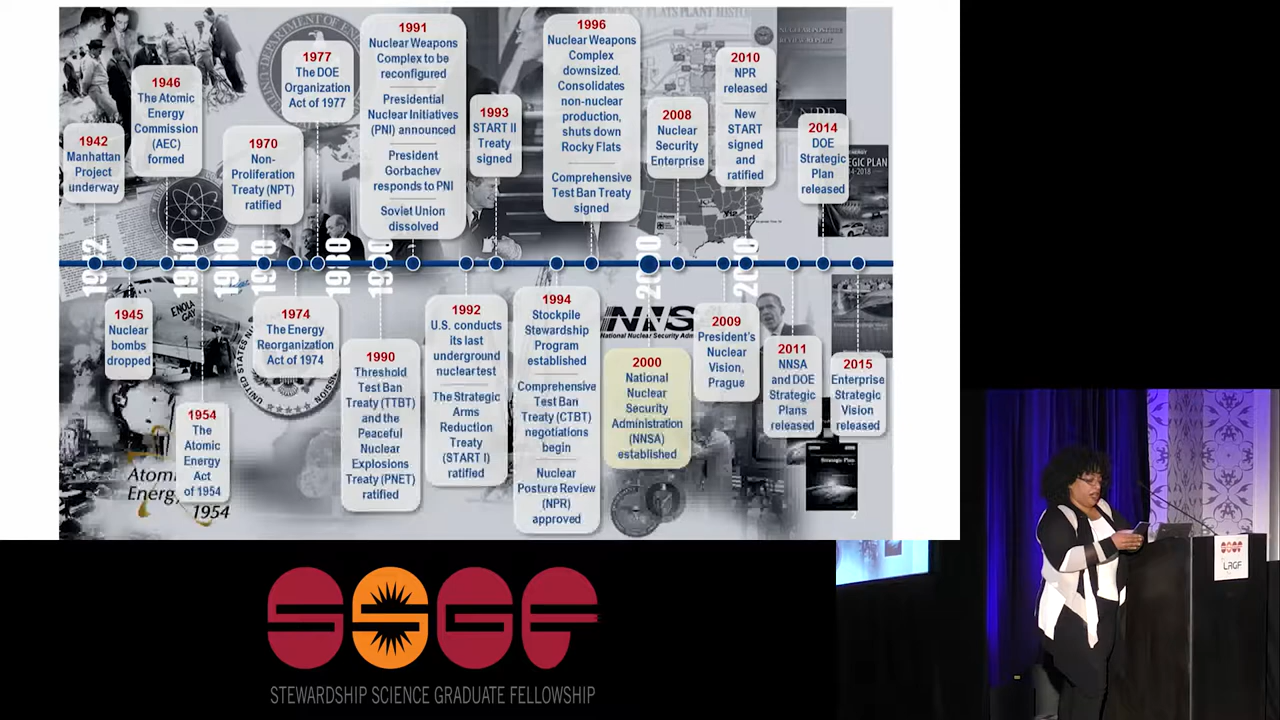 1942
Manhattan
Project
underway
1946
The Atomic
Energy
Commission
(AEC)
formed
1970
Non-
Proliferation
Treaty (NPT)
ratified
1977
The DOE
Organization
Act of 1977
1991
Nuclear Weapons
Complex to be
reconfigured
Presidential
Nuclear Initiatives
(PNI) announced
President
Gorbachev
responds to PNI
Soviet Union
dissolved
1993
START II
Treaty
signed
1996
Nuclear Weapons
Complex
downsized.
Consolidates
non-nuclear
production,
shuts down
Rocky Flats
Comprehensive
Test Ban Treaty
signed
2008
Nuclear
Security
Enterprise
2010
NPR
released
New
START
signed
and
ratified
2014
DOE
Strategic
Plan
released
2000
1945
Nuclear
bombs
dropped
1954
The
Atomic
Energy
Act
of 1954
1974
The Energy
Reorganization
Act of 1974
1990
Threshold
Test Ban
Treaty (TTBT)
and the
Peaceful
Nuclear
Explosions
Treaty (PNET)
ratified
1992
U.S. conducts
its last
underground
nuclear test
The Strategic
Arms
Reduction
Treaty
(START I)
ratified
1994
Stockpile
Stewardship
Program
established
Comprehensive
Test Ban
Treaty (CTBT)
negotiations
begin
Nuclear
Posture Review
(NPR)
approved
2000
National
Nuclear
Security
Administration
(NNSA)
established
2009
President's
Nuclear
Vision,
Prague
2011
NNSA
and DOE
Strategic
Plans
released
2015
Enterprise
Strategic
Vision
released
ENOLA
GAY
1954
Strategic Plan
2
SSGF
STEWARDSHIP SCIENCE GRADUATE FELLOWSHIP
LRGF